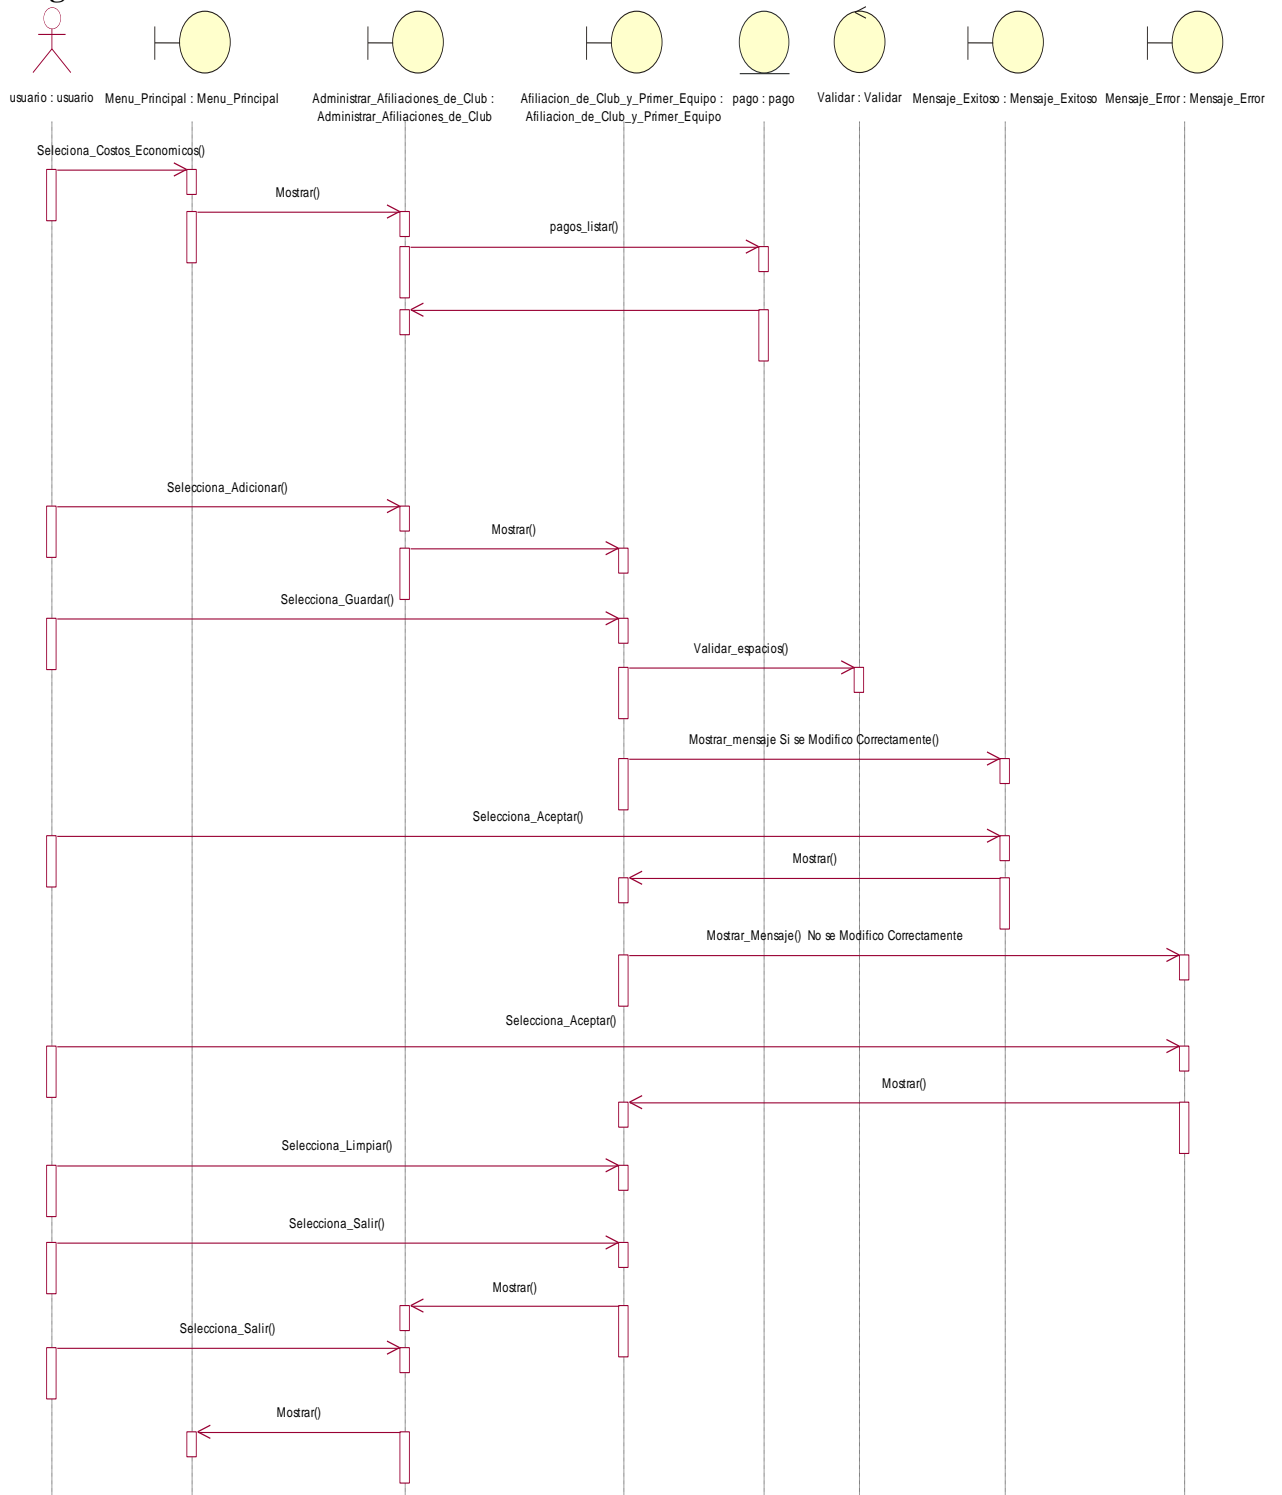 usuario : usuario
Menu_Principal : Menu_Principal
Administrar_Afiliaciones_de_Club :
Administrar_Afiliaciones_de_Club
Afiliacion_de_Club_y_Primer_Equipo :
Afiliacion_de_Club_y_Primer_Equipo
pago : pago
Validar : Validar
Mensaje_Exitoso : Mensaje_Exitoso
Mensaje_Error : Mensaje_Error
Seleciona_Costos_Economicos()
Mostrar()
pagos_listar()
Selecciona_Adicionar()
Mostrar()
Selecciona_Guardar()
Validar_espacios()
Mostrar_mensaje Si se Modifico Correctamente()
Selecciona_Aceptar()
Mostrar()
Mostrar_Mensaje() No se Modifico Correctamente
Selecciona_Aceptar()
Mostrar()
Selecciona_Limpiar()
Selecciona_Salir()
Mostrar()
Selecciona_Salir()
Mostrar()